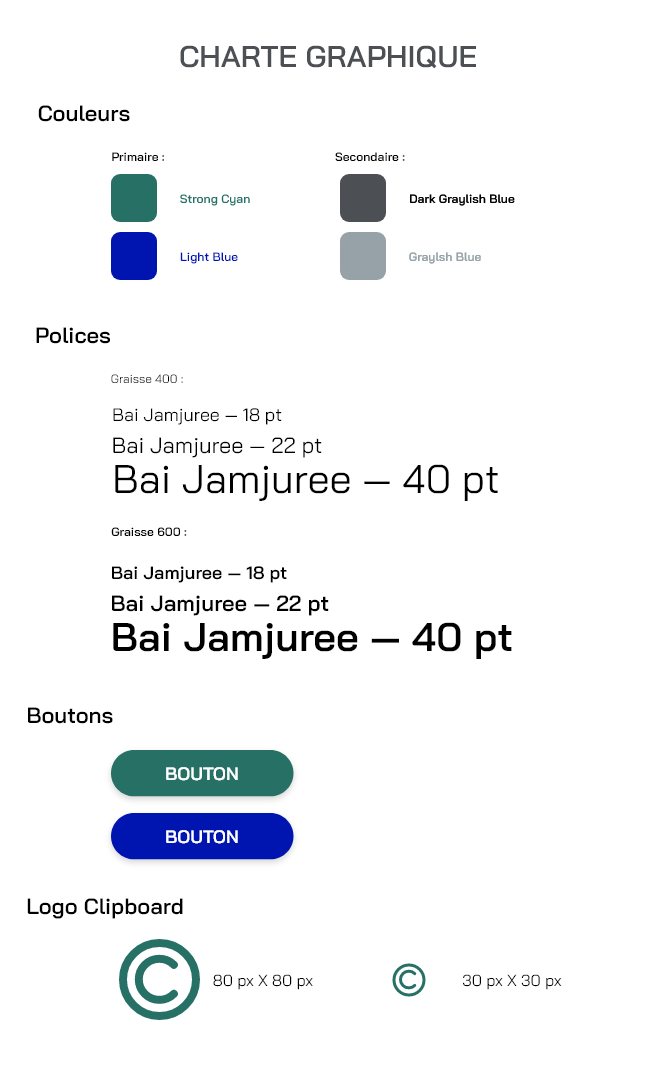 CHARTE GRAPHIQUE
Couleurs
Primaire :
Secondaire :
Strong Cyan
Dark Graylish Blue
Light Blue
Graylsh Blue
Polices
Graisse 400 :
Bai Jamjuree — 18 pt
Bai Jamjuree — 22 pt
Bai Jamjuree — 40 pt
Graisse 600 :
Bai Jamjuree — 18 pt
Bai Jamjuree — 22 pt
Bai Jamjuree — 40 pt
Boutons
BOUTON
BOUTON
Logo Clipboard
C
80 px X 80 px
C
30 px X 30 px